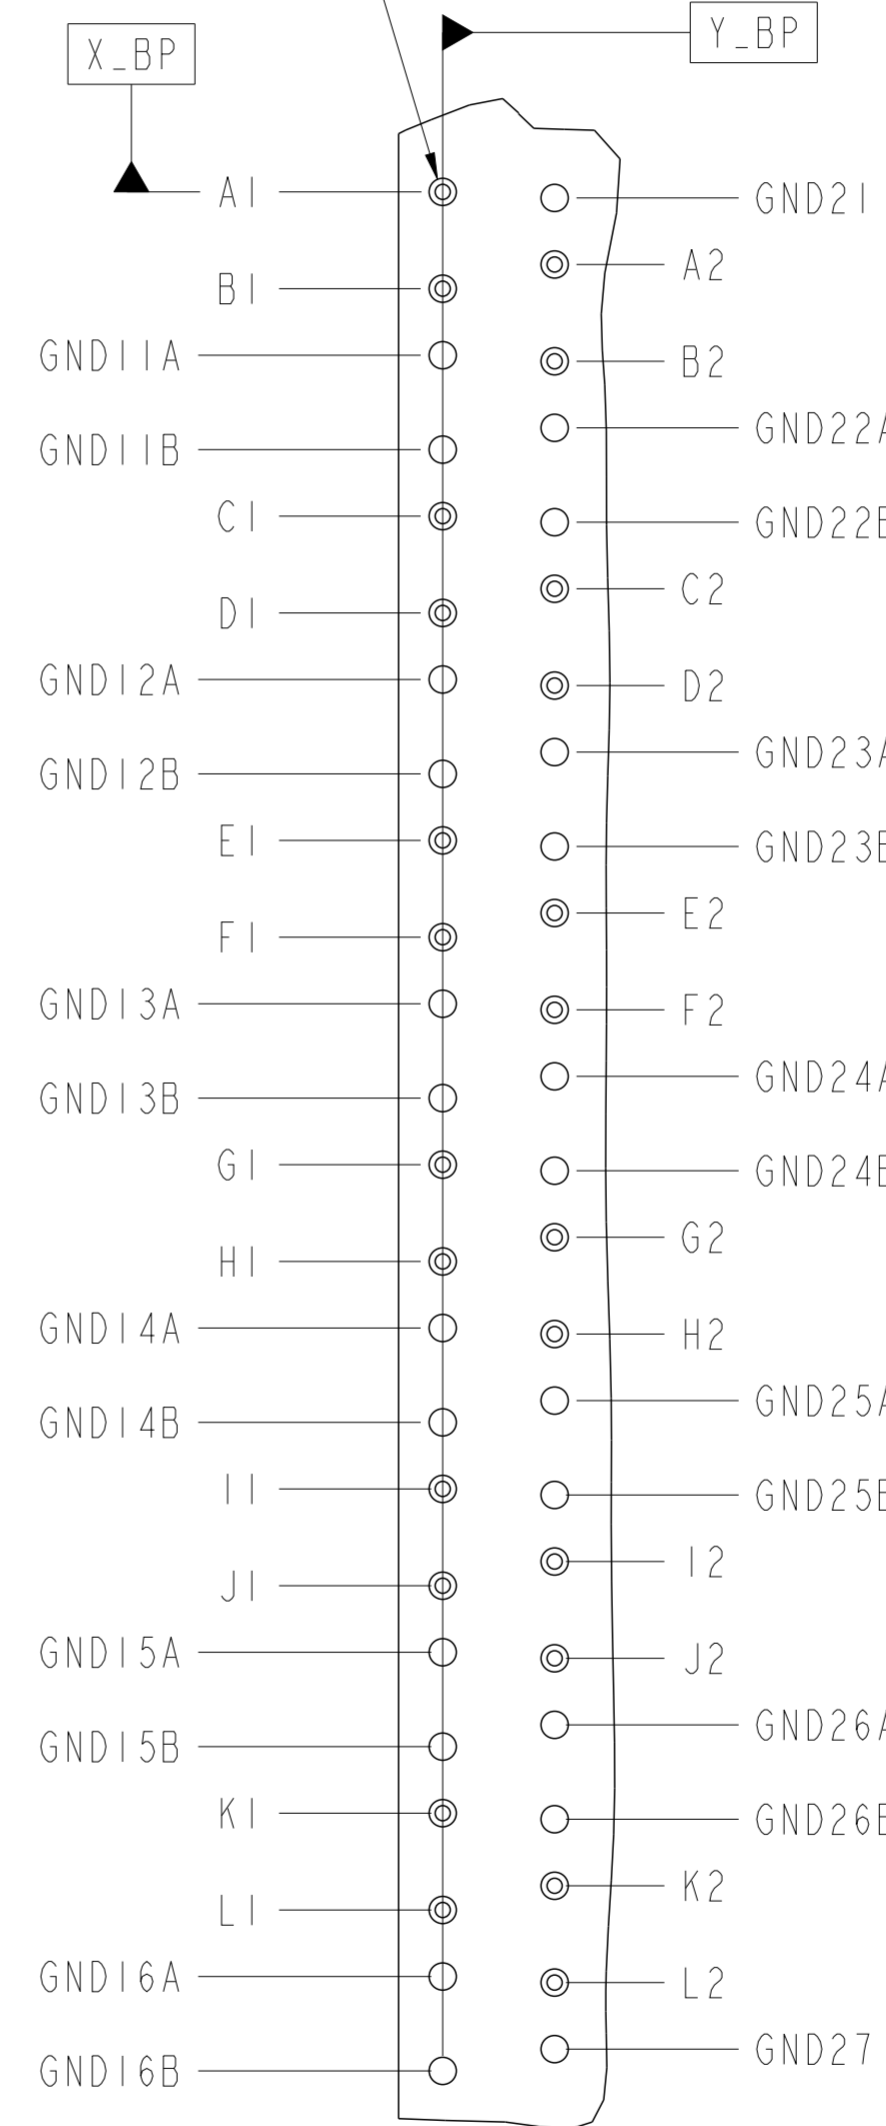 Y_BP
X_BP
A1 GND21
A2
B1
GND11A B2
GND22A
GND11B
C1 GND22B
C2
D1
GND12A D2
GND23A
GND12B
E1 GND23B
E2
F1
GND13A F2
GND24A
GND13B
G1 GND24B
G2
H1
GND14A H2
GND25A
GND14B
I1 GND25B
I2
J1
GND15A J2
GND26A
GND15B
K1 GND26B
K2
L1
GND16A L2
GND27
GND16B